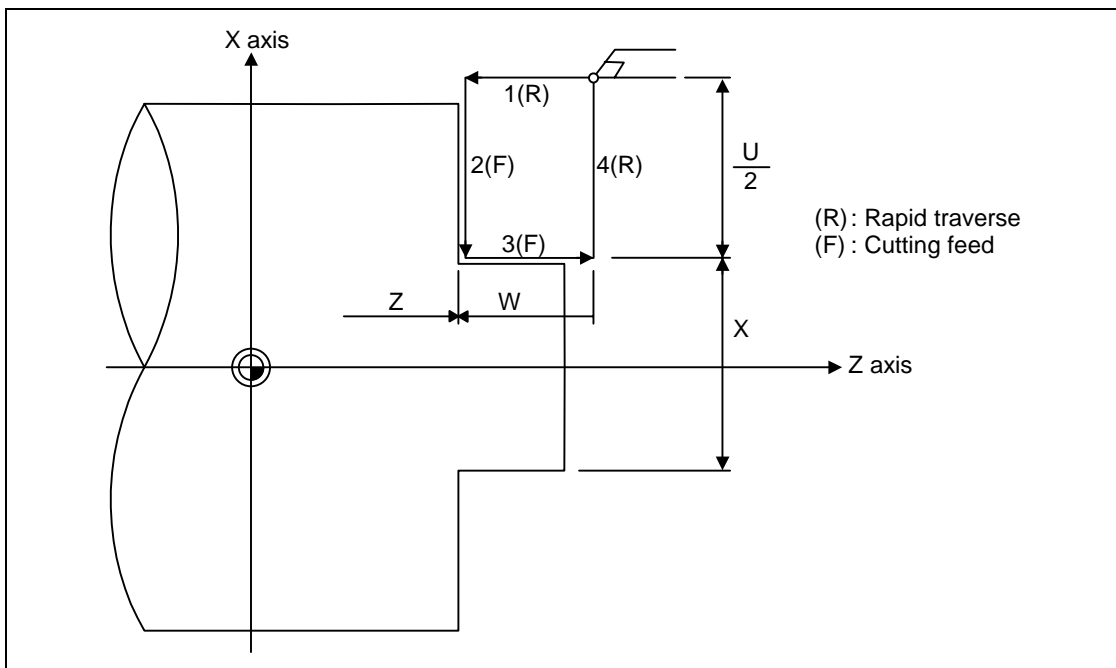 X axis
1(R)
2(F)
4(R)
U
2
(R) : Rapid traverse
(F) : Cutting feed
3(F)
Z
W
X
Z axis